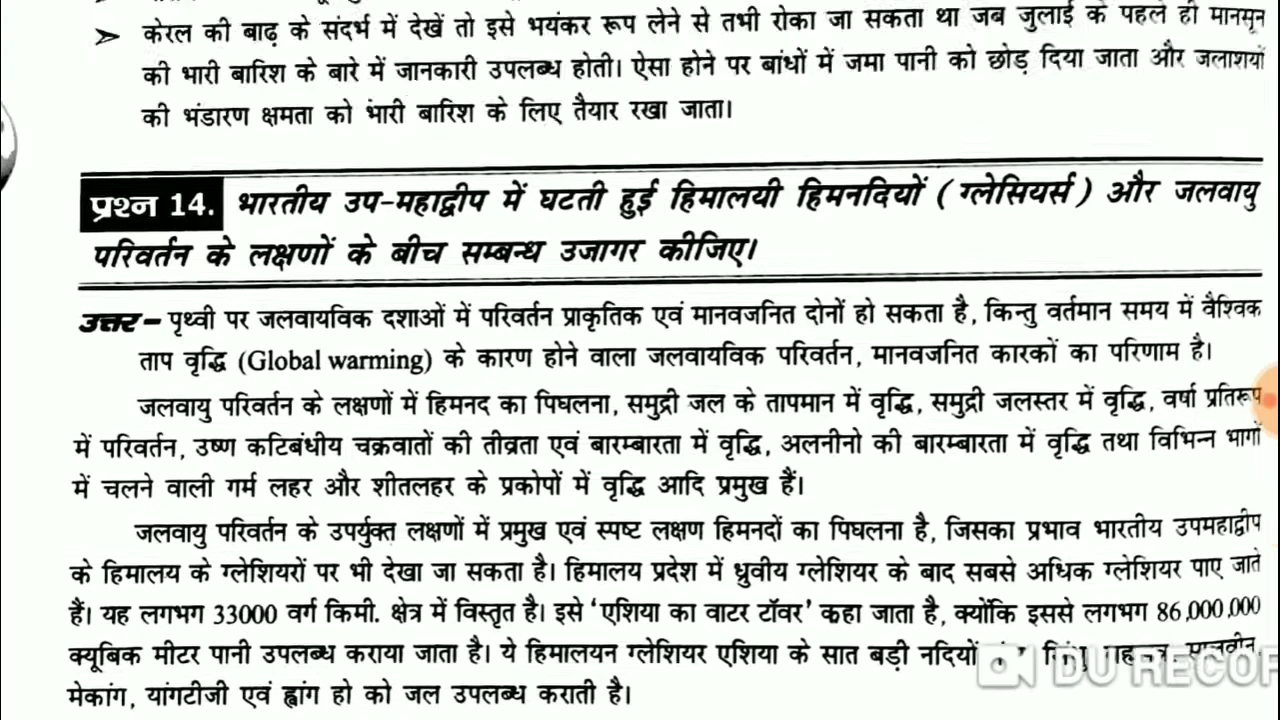 ➢ केरल की बाढ़ के संदर्भ में देखें तो इसे भयंकर रूप लेने से तभी रोका जा सकता था जब जुलाई के पहले ही मानसून
की भारी बारिश के बारे में जानकारी उपलब्ध होती। ऐसा होने पर बांधों में जमा पानी को छोड़ दिया जाता और जलाशयों
की भंडारण क्षमता को भारी बारिश के लिए तैयार रखा जाता।
प्रश्न 14. भारतीय उप-महाद्वीप में घटती हुई हिमालयी हिमनदियों ( ग्लेसियर्स ) और जलवायु
परिवर्तन के लक्षणों के बीच सम्बन्ध उजागर कीजिए।
उत्तर – पृथ्वी पर जलवायविक दशाओं में परिवर्तन प्राकृतिक एवं मानवजनित दोनों हो सकता है, किन्तु वर्तमान समय में वैश्विक
ताप वृद्धि (Global warming) के कारण होने वाला जलवायविक परिवर्तन, मानवजनित कारकों का परिणाम है।
जलवायु परिवर्तन के लक्षणों में हिमनद का पिघलना, समुद्री जल के तापमान में वृद्धि, समुद्री जलस्तर में वृद्धि, वर्षा प्रतिरूप
में परिवर्तन, उष्ण कटिबंधीय चक्रवातों की तीव्रता एवं बारम्बारता में वृद्धि, अलनीनो की बारम्बारता में वृद्धि तथा विभिन्न भागों
में चलने वाली गर्म लहर और शीतलहर के प्रकोपों में वृद्धि आदि प्रमुख हैं।
जलवायु परिवर्तन के उपर्युक्त लक्षणों में प्रमुख एवं स्पष्ट लक्षण हिमनदों का पिघलना है, जिसका प्रभाव भारतीय उपमहाद्वीप
के हिमालय के ग्लेशियरों पर भी देखा जा सकता है। हिमालय प्रदेश में ध्रुवीय ग्लेशियर के बाद सबसे अधिक ग्लेशियर पाए जाते
हैं। यह लगभग 33000 वर्ग किमी. क्षेत्र में विस्तृत है। इसे ‘एशिया का वाटर टॉवर’ कहा जाता है, क्योंकि इससे लगभग 86,000,000
क्यूबिक मीटर पानी उपलब्ध कराया जाता है। ये हिमालयन ग्लेशियर एशिया के सात बड़ी नदियों
DU RECOR
मेकांग, यांगटीजी एवं ह्वांग हो को जल उपलब्ध कराती है।